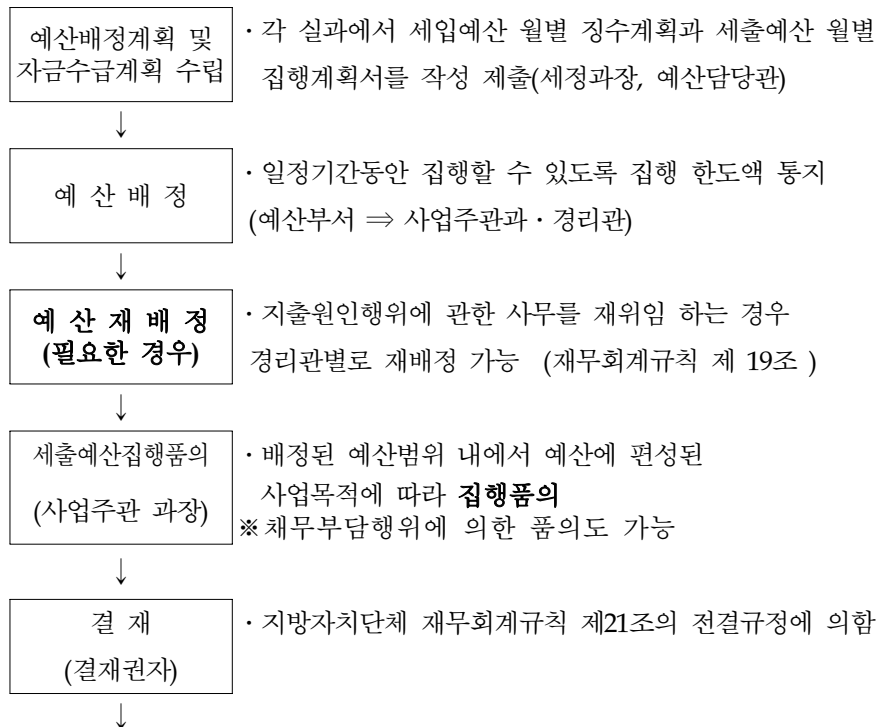 예산배정계획 및
자금수급계획 수립
· 각 실과에서 세입예산 월별 징수계획과 세출예산 월별
집행계획서를 작성 제출(세정과장, 예산담당관)
↓
예 산 배 정
· 일정기간동안 집행할 수 있도록 집행 한도액 통지
(예산부서 ⇒ 사업주관과 · 경리관)
↓
예 산 재 배 정
(필요한 경우)
· 지출원인행위에 관한 사무를 재위임 하는 경우
경리관별로 재배정 가능 (재무회계규칙 제 19조 )
↓
세출예산집행품의
(사업주관 과장)
· 배정된 예산범위 내에서 예산에 편성된
사업목적에 따라 집행품의
※ 채무부담행위에 의한 품의도 가능
↓
결 재
(결재권자)
· 지방자치단체 재무회계규칙 제21조의 전결규정에 의함
↓